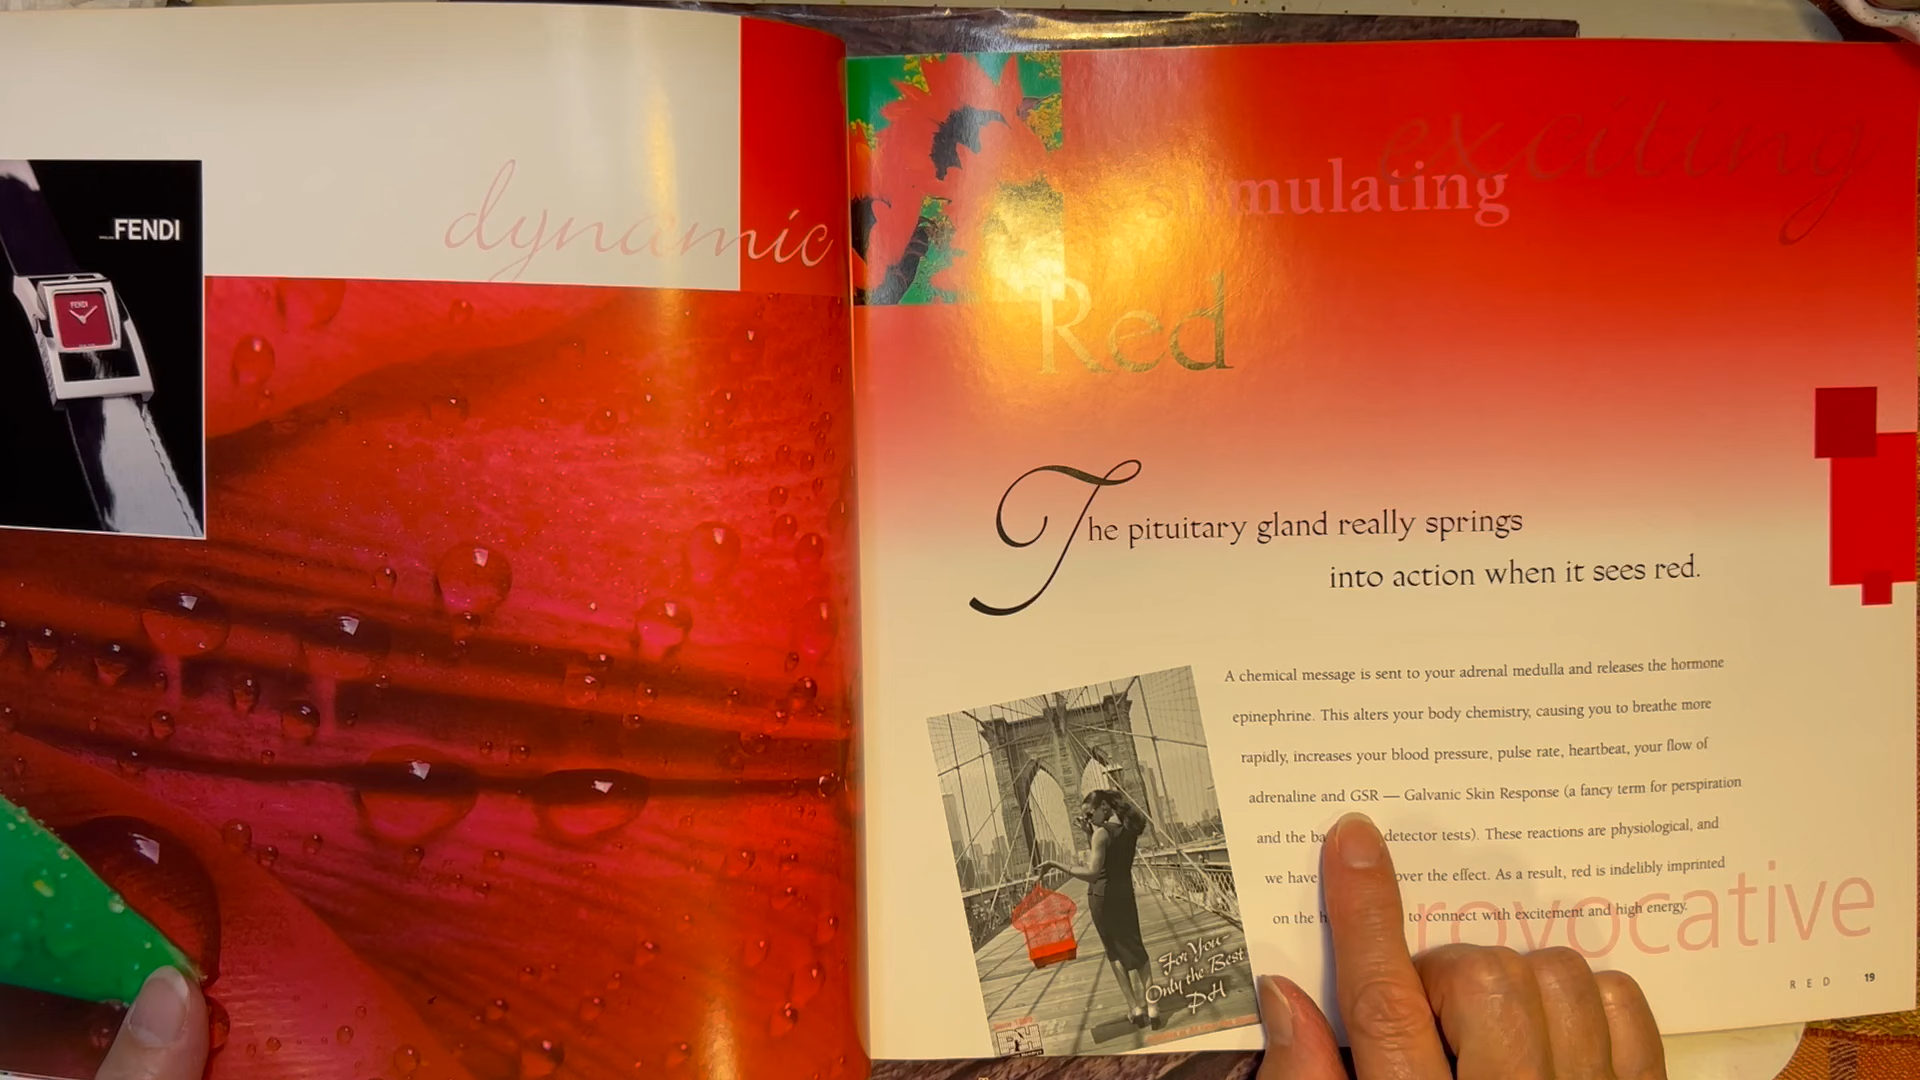 FENDI
FENDI
dynamic
exciting
stimulating
Red
The pituitary gland really springs
into action when it sees red.
A chemical message is sent to your adrenal medulla and releases the hormone
epinephrine. This alters your body chemistry, causing you to breathe more
rapidly, increases your blood pressure, pulse rate, heartbeat, your flow of
adrenaline and GSR — Galvanic Skin Response (a fancy term for perspiration
and the detector tests). These reactions are physiological, and
we have over the effect. As a result, red is indelibly imprinted
on the to connect with excitement and high energy.
For You-
Only the Best
PH
PH
rovocative
RED 19